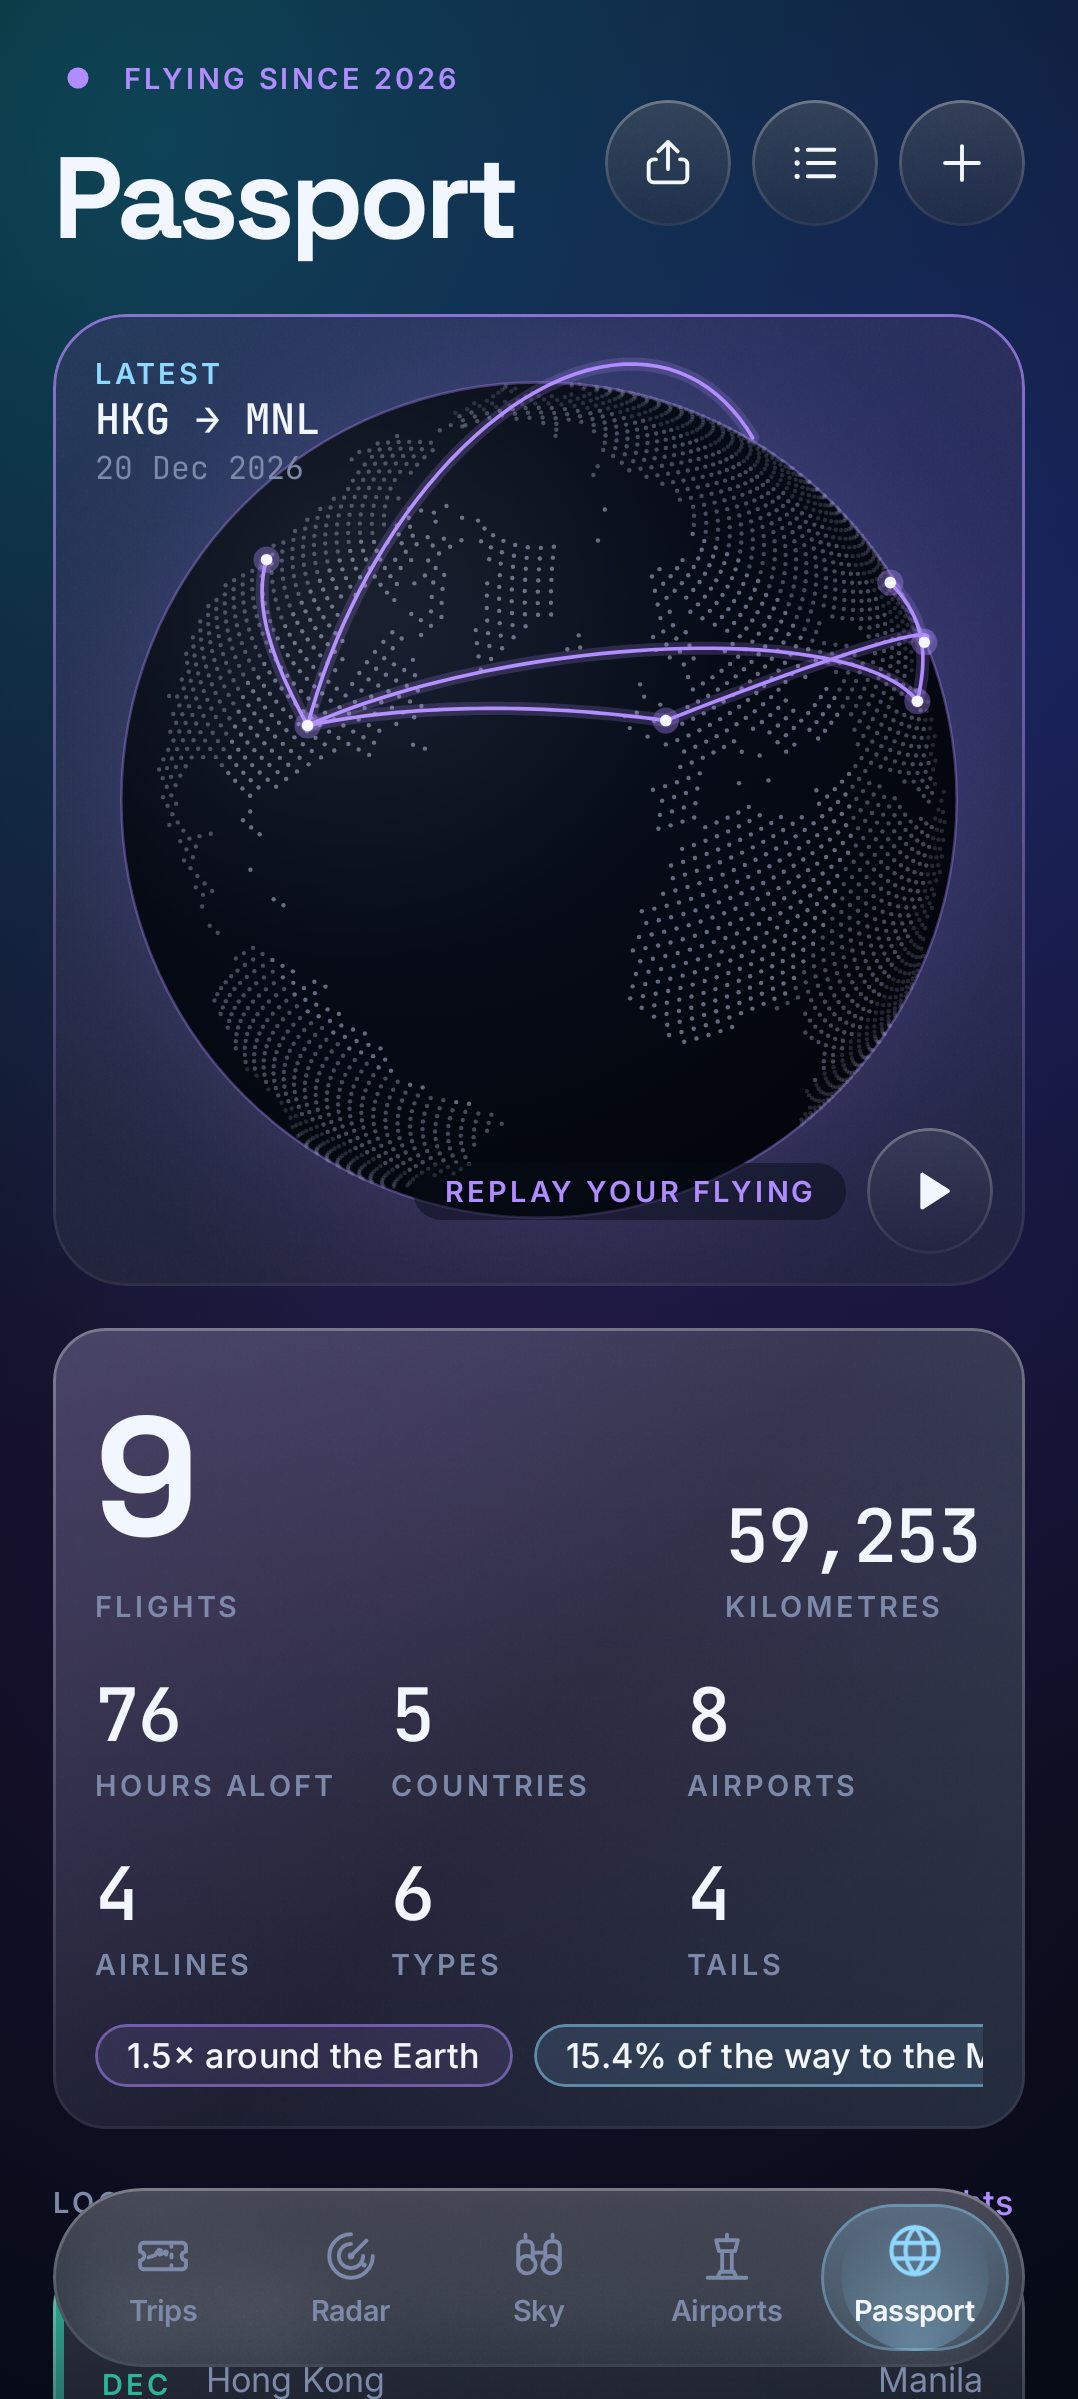 FLYING SINCE 2026
Passport
LATEST
HKG → MNL
20 Dec 2026
REPLAY YOUR FLYING
9
FLIGHTS
59,253
KILOMETRES
76
HOURS ALOFT
5
COUNTRIES
8
AIRPORTS
4
AIRLINES
6
TYPES
4
TAILS
1.5× around the Earth
15.4% of the way to the
Trips
Radar
Sky
Airports
Passport
DEC
Hong Kong
Manila